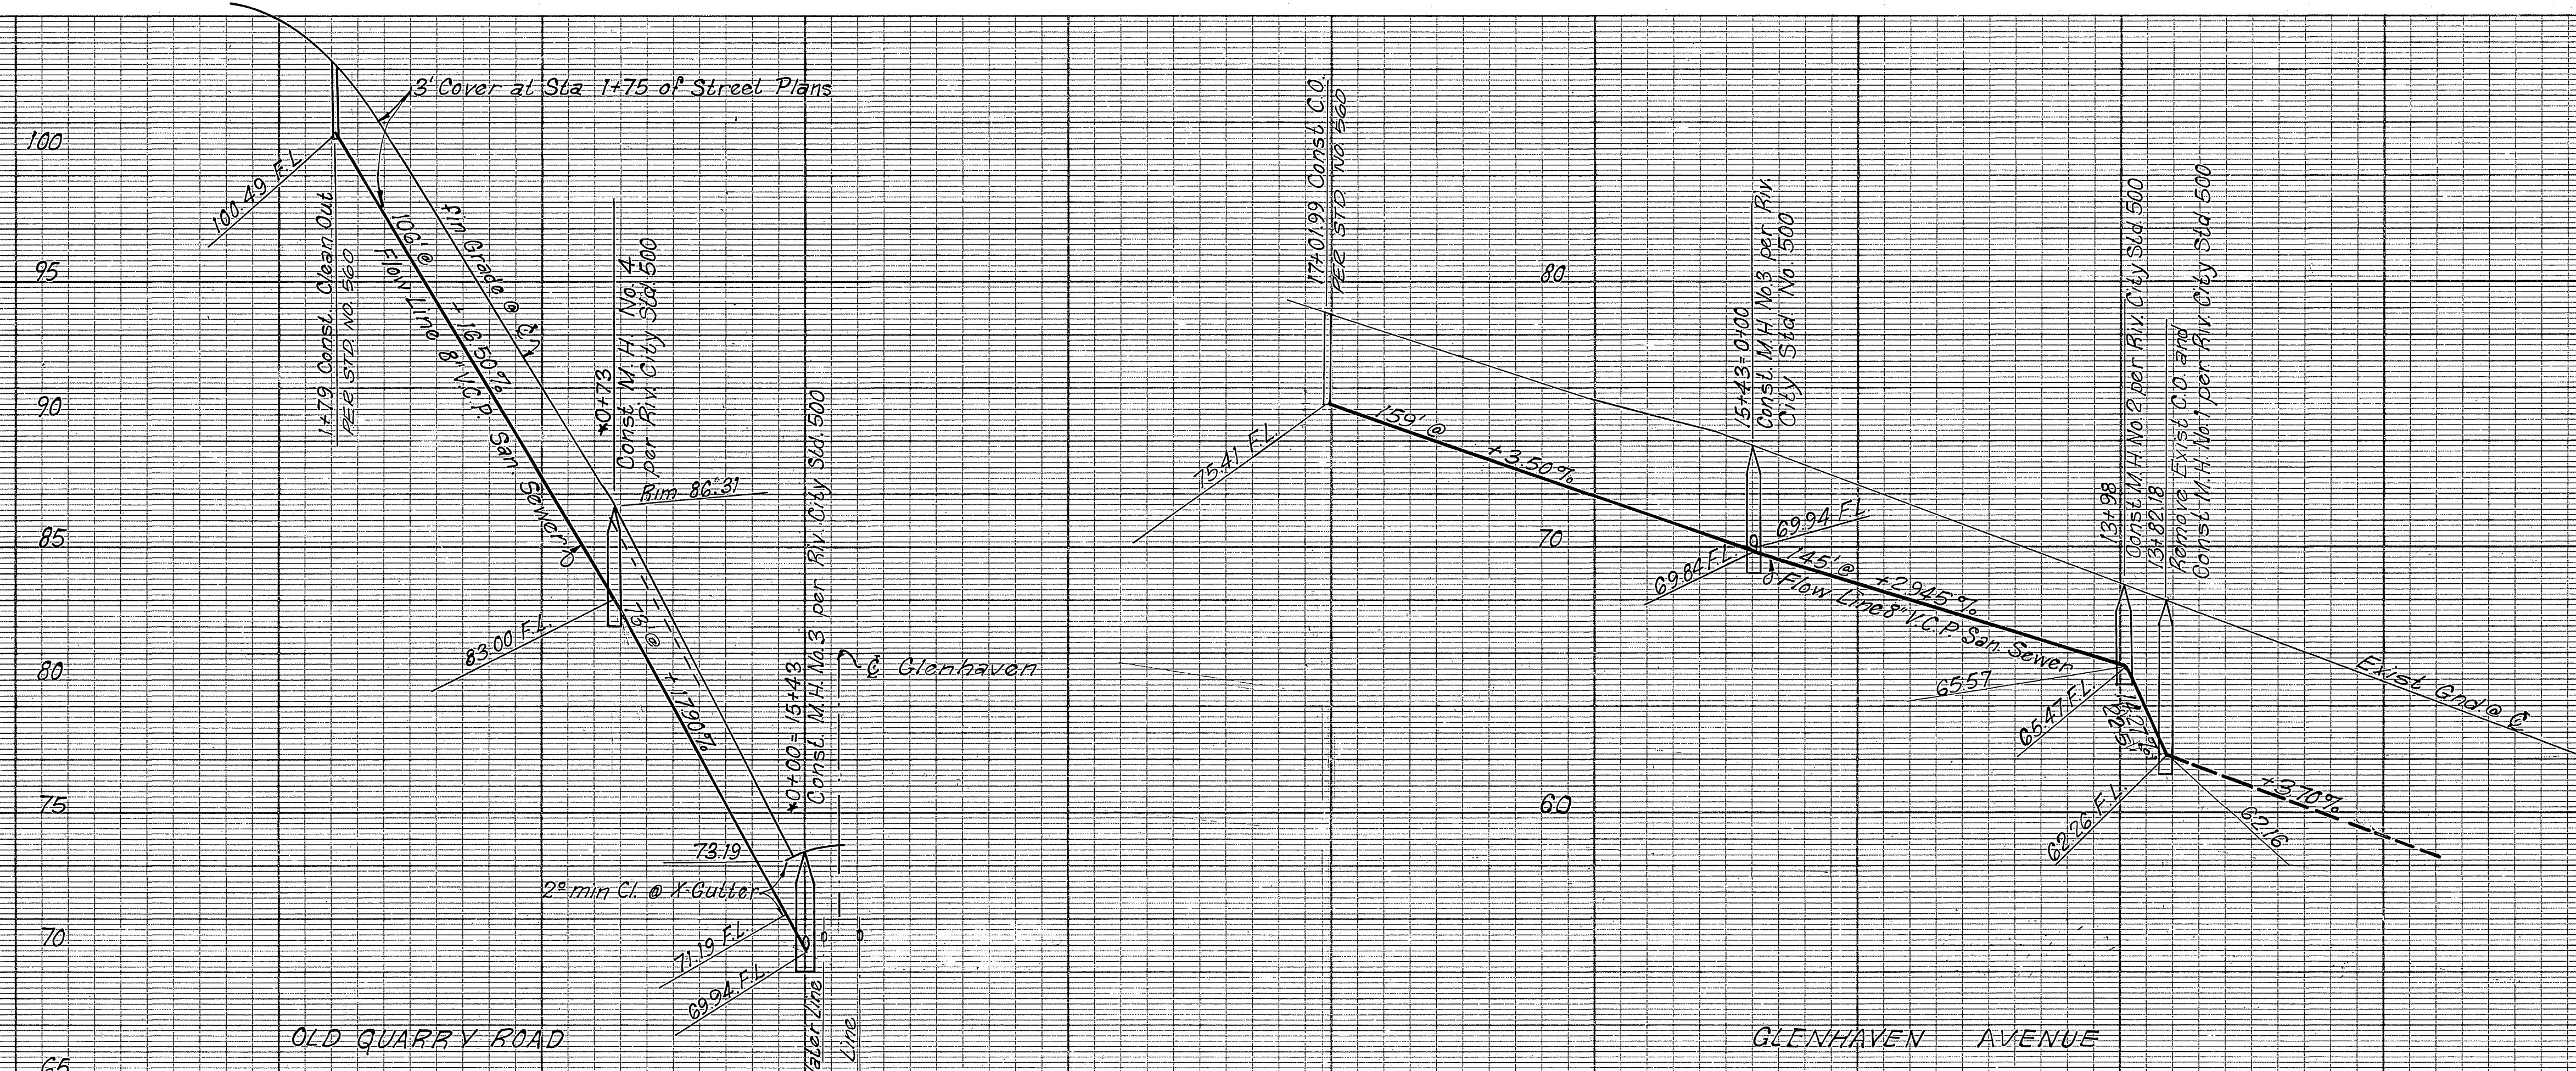 3' Cover at Sta 1+75 of Street Plans
100
100.49 F.L.
1+79 Const. Clean Out
PER STD. NO. 560
106' @ +16.50%
Flow Line 8" V.C.P. San. Sewer
fin Grade @ ℄
95
90
*0+73
Const M.H. No. 4
per Riv. City Std. 500
Rim 86.31
85
83.00 F.L.
80
+17.90%
*0+00 = 15+43
Const. M.H. No.3 per Riv. City Std. 500
℄ Glenhaven
75
73.19
2º min Cl. @ X-Gutter
71.19 F.L.
70
69.94 F.L.
Line
Line
OLD QUARRY ROAD
65
17+01.99 Const. C.O.
PER STD. NO. 560
80
75.41 F.L.
159' @ +3.50%
15+43=0+00
Const. M.H. No.3 per Riv.
City Std. No. 500
70
69.94 F.L.
69.84 F.L.
145' @ +2.945%
Flow Line 8" V.C.P. San. Sewer
13+98
Const M.H. No 2 per Riv. City Std. 500
13+82.18
Remove Exist C.O. and
Const. M.H. No.1 per Riv. City Std 500
65.57
65.47 F.L.
Exist Gnd @ ℄
60
62.26 F.L.
62.16
+3.70%
GLENHAVEN AVENUE